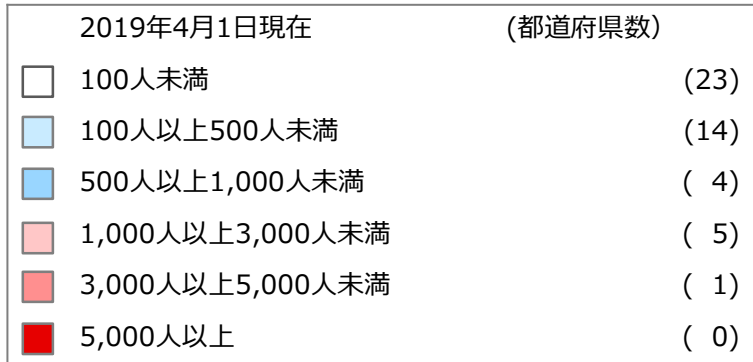 2019年4月1日現在 (都道府県数)
100人未満 (23)
100人以上500人未満 (14)
500人以上1,000人未満 ( 4)
1,000人以上3,000人未満 ( 5)
3,000人以上5,000人未満 ( 1)
5,000人以上 ( 0)